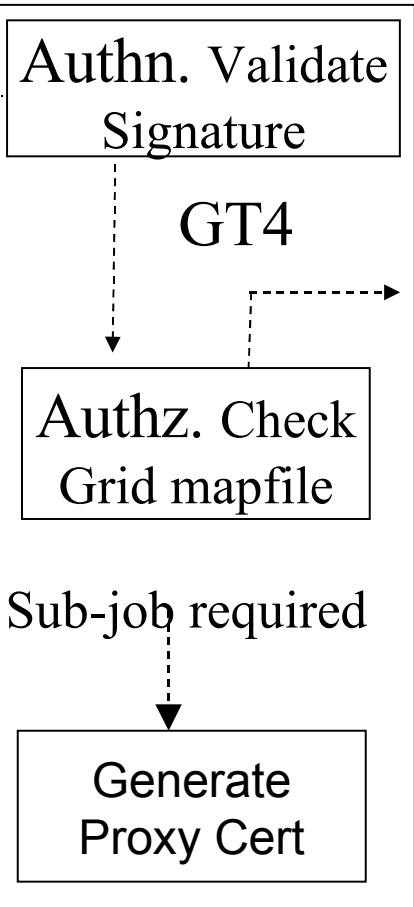 Authn. Validate
Signature
GT4
Authz. Check
Grid mapfile
Sub-job required
Generate
Proxy Cert